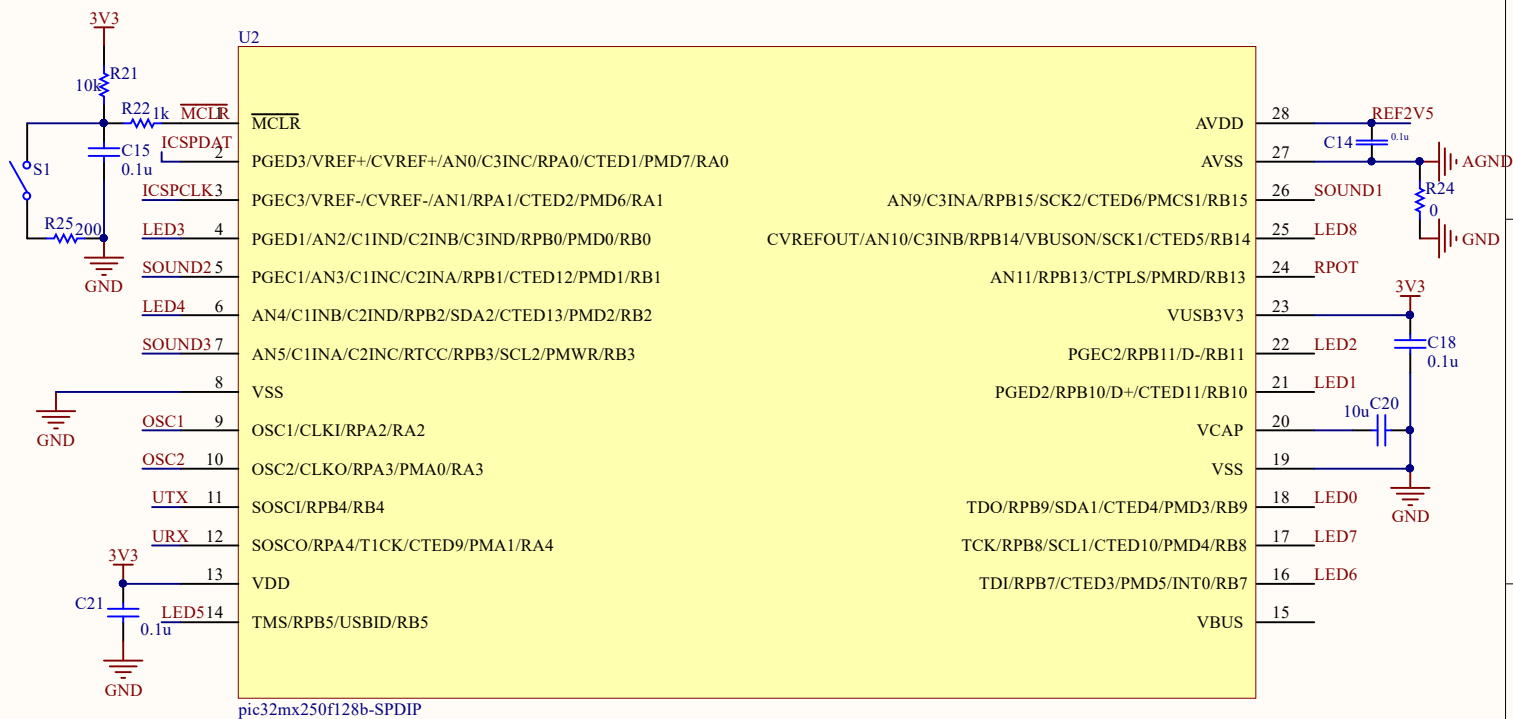 3V3
U2
R21
10k
R22 1k
MCLR
1
MCLR
ICSPDAT
2
PGED3/VREF+/CVREF+/AN0/C3INC/RPA0/CTED1/PMD7/RA0
C15
0.1u
S1
ICSPCLK 3
PGEC3/VREF-/CVREF-/AN1/RPA1/CTED2/PMD6/RA1
R25 200
LED3 4
PGED1/AN2/C1IND/C2INB/C3IND/RPB0/PMD0/RB0
GND
SOUND2 5
PGEC1/AN3/C1INC/C2INA/RPB1/CTED12/PMD1/RB1
LED4 6
AN4/C1INB/C2IND/RPB2/SDA2/CTED13/PMD2/RB2
SOUND3 7
AN5/C1INA/C2INC/RTCC/RPB3/SCL2/PMWR/RB3
8
VSS
GND
OSC1 9
OSC1/CLKI/RPA2/RA2
OSC2 10
OSC2/CLKO/RPA3/PMA0/RA3
UTX 11
SOSCI/RPB4/RB4
URX 12
SOSCO/RPA4/T1CK/CTED9/PMA1/RA4
3V3
13
VDD
C21
0.1u
LED5 14
TMS/RPB5/USBID/RB5
GND
AVDD
28
REF2V5
C14
0.1u
AVSS
27
AGND
AN9/C3INA/RPB15/SCK2/CTED6/PMCS1/RB15
26 SOUND1
R24
0
CVREFOUT/AN10/C3INB/RPB14/VBUSON/SCK1/CTED5/RB14
25 LED8
GND
AN11/RPB13/CTPLS/PMRD/RB13
24 RPOT
3V3
VUSB3V3
23
PGEC2/RPB11/D-/RB11
22 LED2
C18
0.1u
PGED2/RPB10/D+/CTED11/RB10
21 LED1
VCAP
20
10u C20
VSS
19
GND
TDO/RPB9/SDA1/CTED4/PMD3/RB9
18 LED0
TCK/RPB8/SCL1/CTED10/PMD4/RB8
17 LED7
TDI/RPB7/CTED3/PMD5/INT0/RB7
16 LED6
VBUS
15
pic32mx250f128b-SPDIP